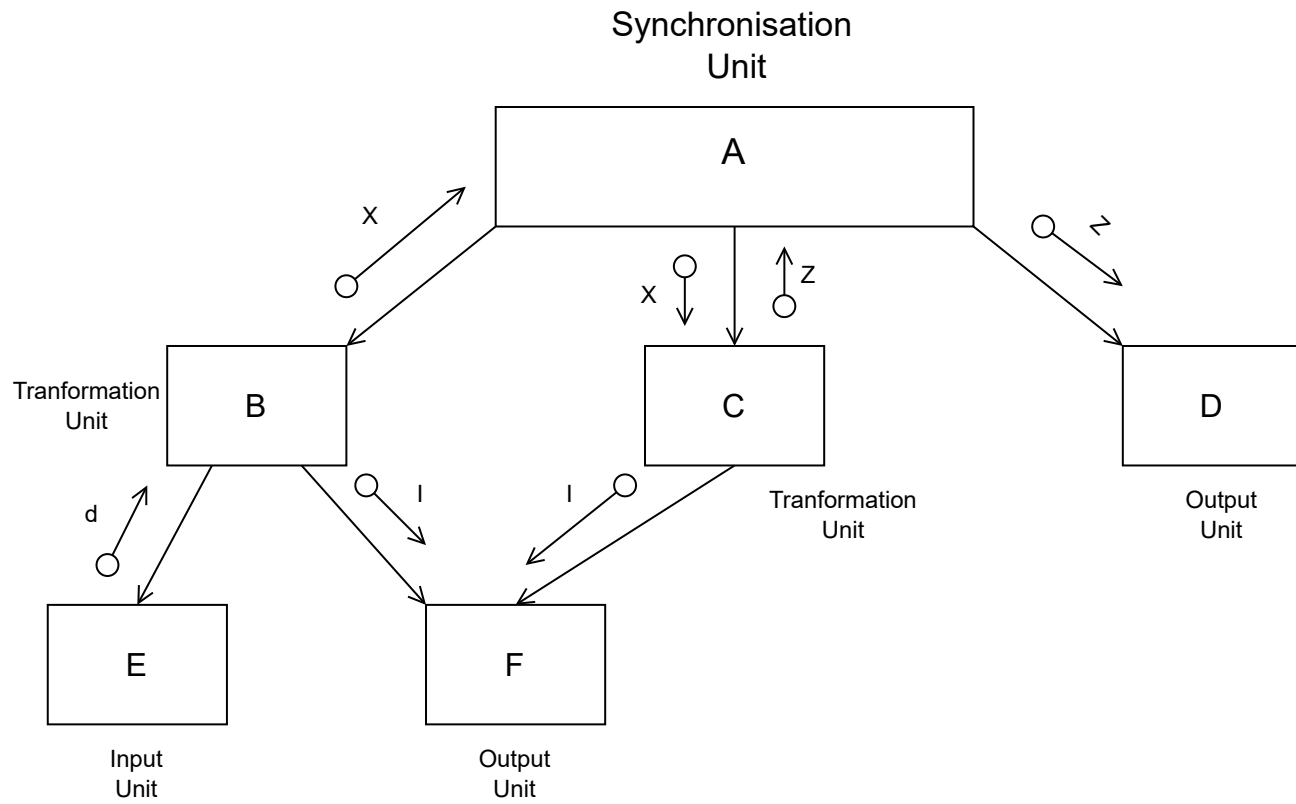 Synchronisation
Unit
A
X
Z
X
Z
Tranformation
Unit
B
C
D
d
I
I
Tranformation
Unit
Output
Unit
E
F
Input
Unit
Output
Unit